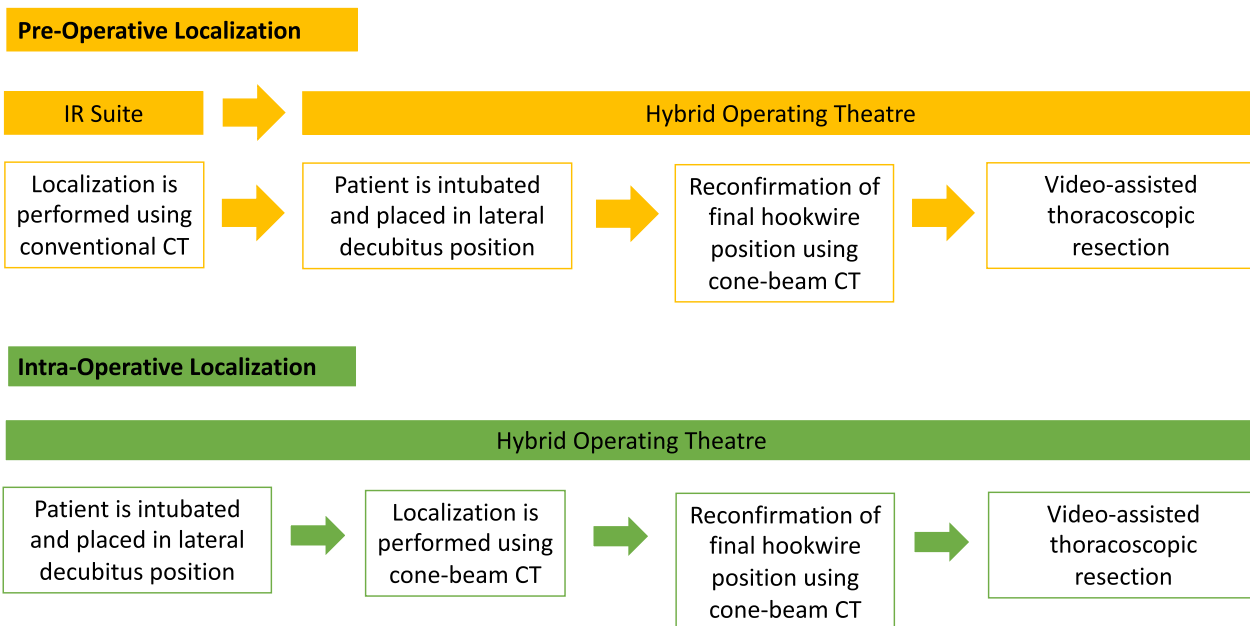 Pre-Operative Localization
IR Suite
Hybrid Operating Theatre
Localization is
performed using
conventional CT
Patient is intubated
and placed in lateral
decubitus position
Reconfirmation of
final hookwire
position using
cone-beam CT
Video-assisted
thoracoscopic
resection
Intra-Operative Localization
Hybrid Operating Theatre
Patient is intubated
and placed in lateral
decubitus position
Localization is
performed using
cone-beam CT
Reconfirmation of
final hookwire
position using
cone-beam CT
Video-assisted
thoracoscopic
resection